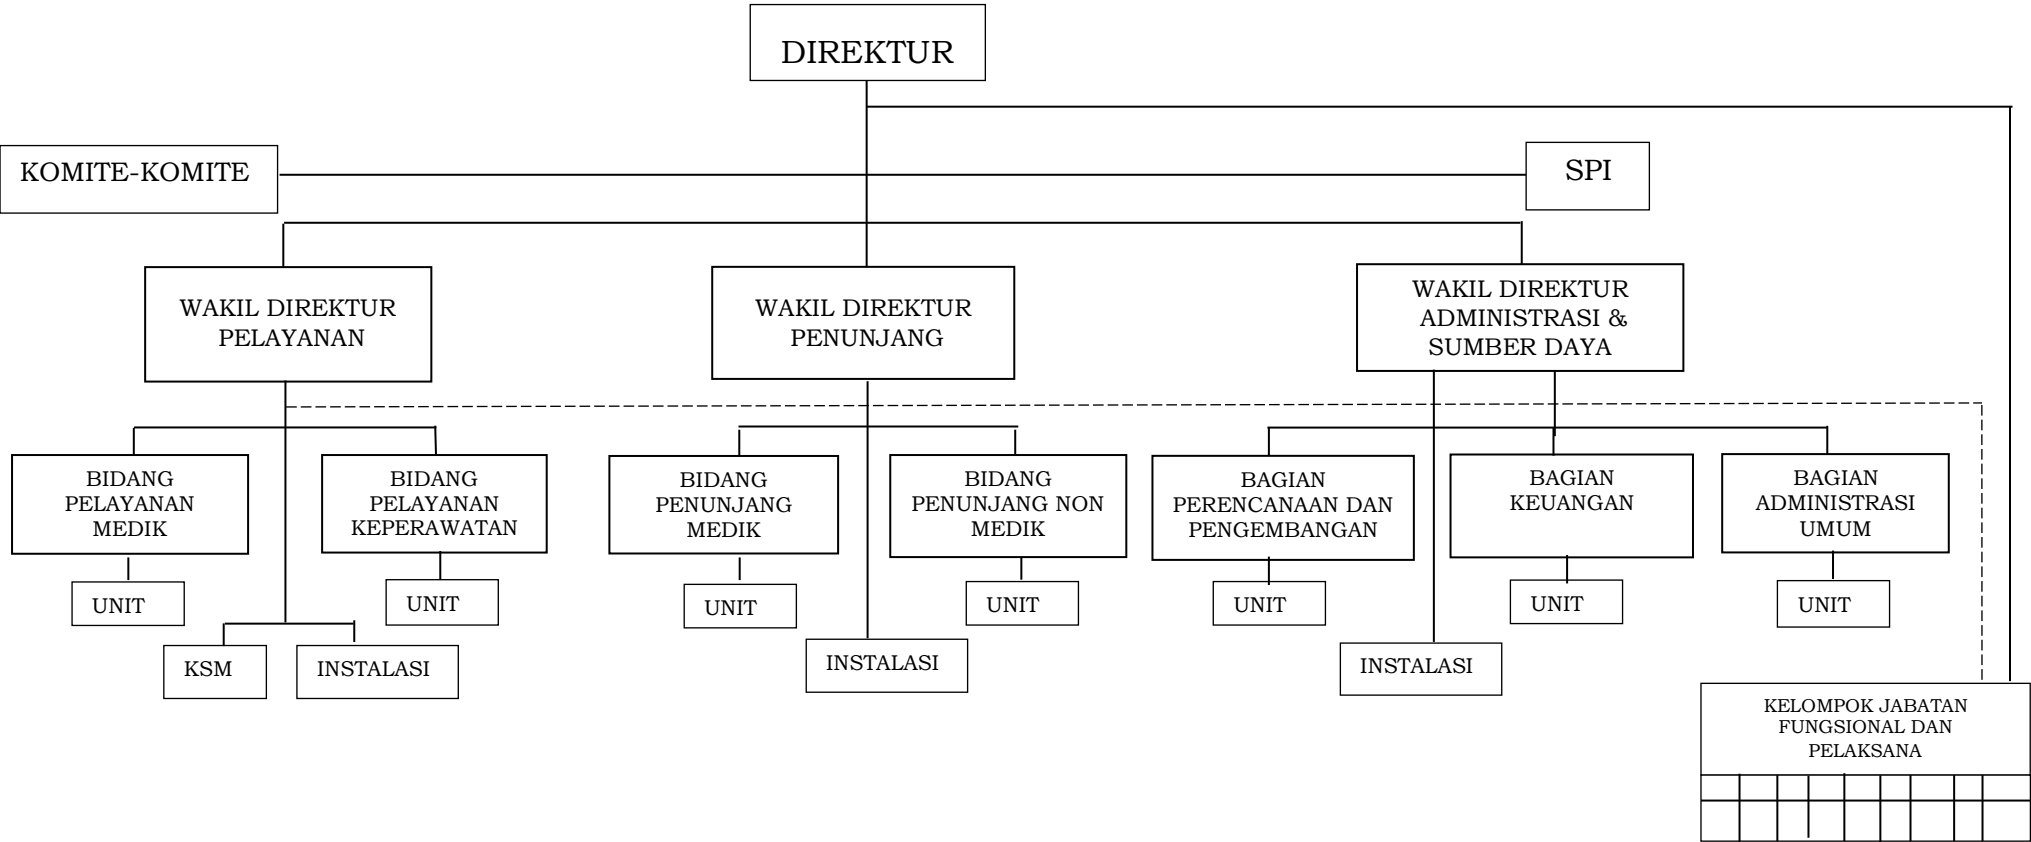 DIREKTUR
KOMITE-KOMITE
SPI
WAKIL DIREKTUR
PELAYANAN
WAKIL DIREKTUR
PENUNJANG
WAKIL DIREKTUR
ADMINISTRASI &
SUMBER DAYA
BIDANG
PELAYANAN
MEDIK
BIDANG
PELAYANAN
KEPERAWATAN
BIDANG
PENUNJANG
MEDIK
BIDANG
PENUNJANG NON
MEDIK
BAGIAN
PERENCANAAN DAN
PENGEMBANGAN
BAGIAN
KEUANGAN
BAGIAN
ADMINISTRASI
UMUM
UNIT
UNIT
UNIT
UNIT
UNIT
UNIT
UNIT
KSM
INSTALASI
INSTALASI
INSTALASI
KELOMPOK JABATAN
FUNGSIONAL DAN
PELAKSANA